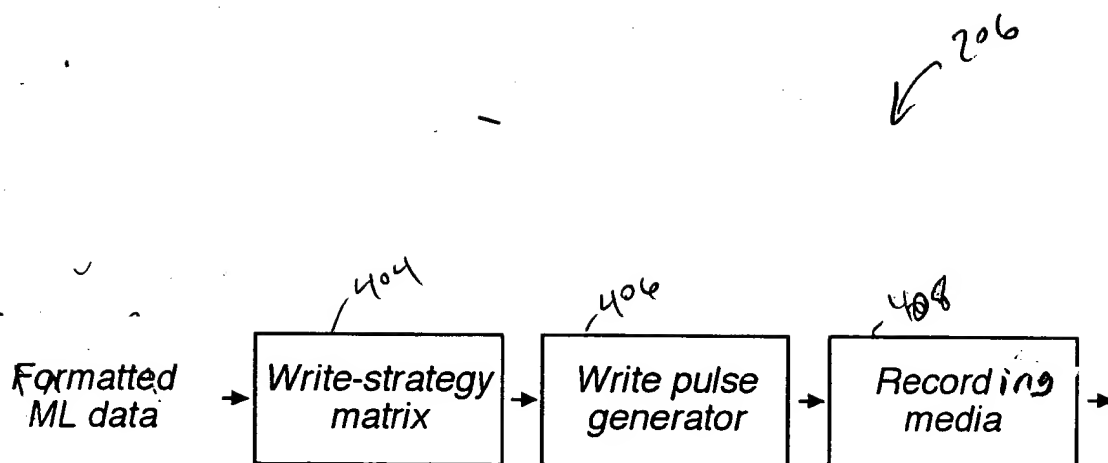 206
404
406
408
Formatted
ML data
Write-strategy
matrix
Write pulse
generator
Recording
media